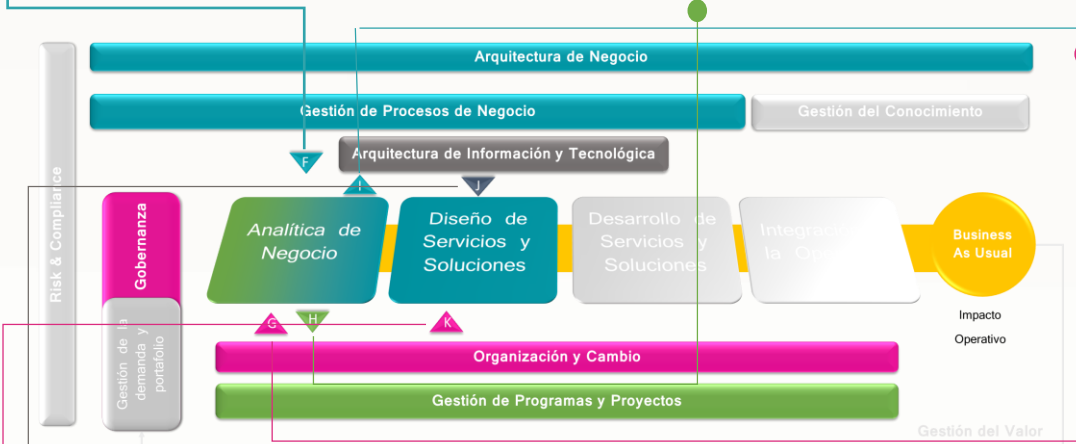 Arquitectura de Negocio
Gestión de Procesos de Negocio
Gestión del Conocimiento
Arquitectura de Información y Tecnológica
F
I
J
Risk & Compliance
Gobernanza
Gestión de la
demanda y
portafolio
Analítica de
Negocio
Diseño de
Servicios y
Soluciones
Desarrollo de
Servicios y
Soluciones
la
Business
As Usual
Impacto
Operativo
G
H
K
Organización y Cambio
Gestión de Programas y Proyectos
Gestión del Valor